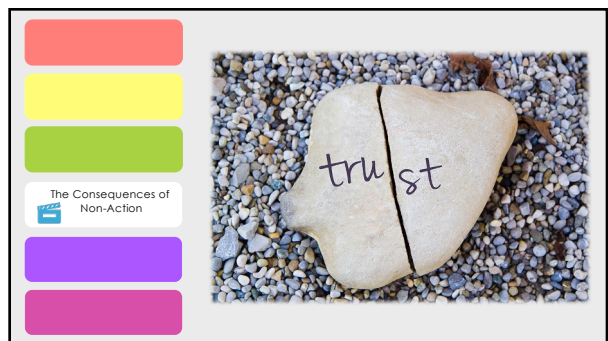 The Consequences of
Non-Action
tru st